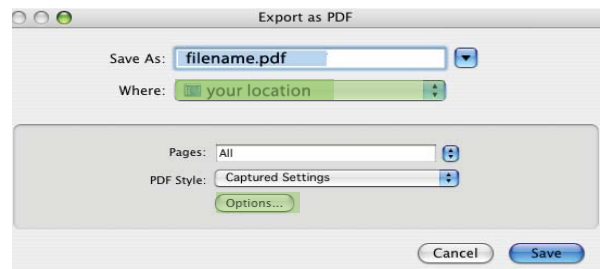 Export as PDF
Save As: filename.pdf
Where: your location
Pages: All
PDF Style: Captured Settings
Options...
Cancel Save